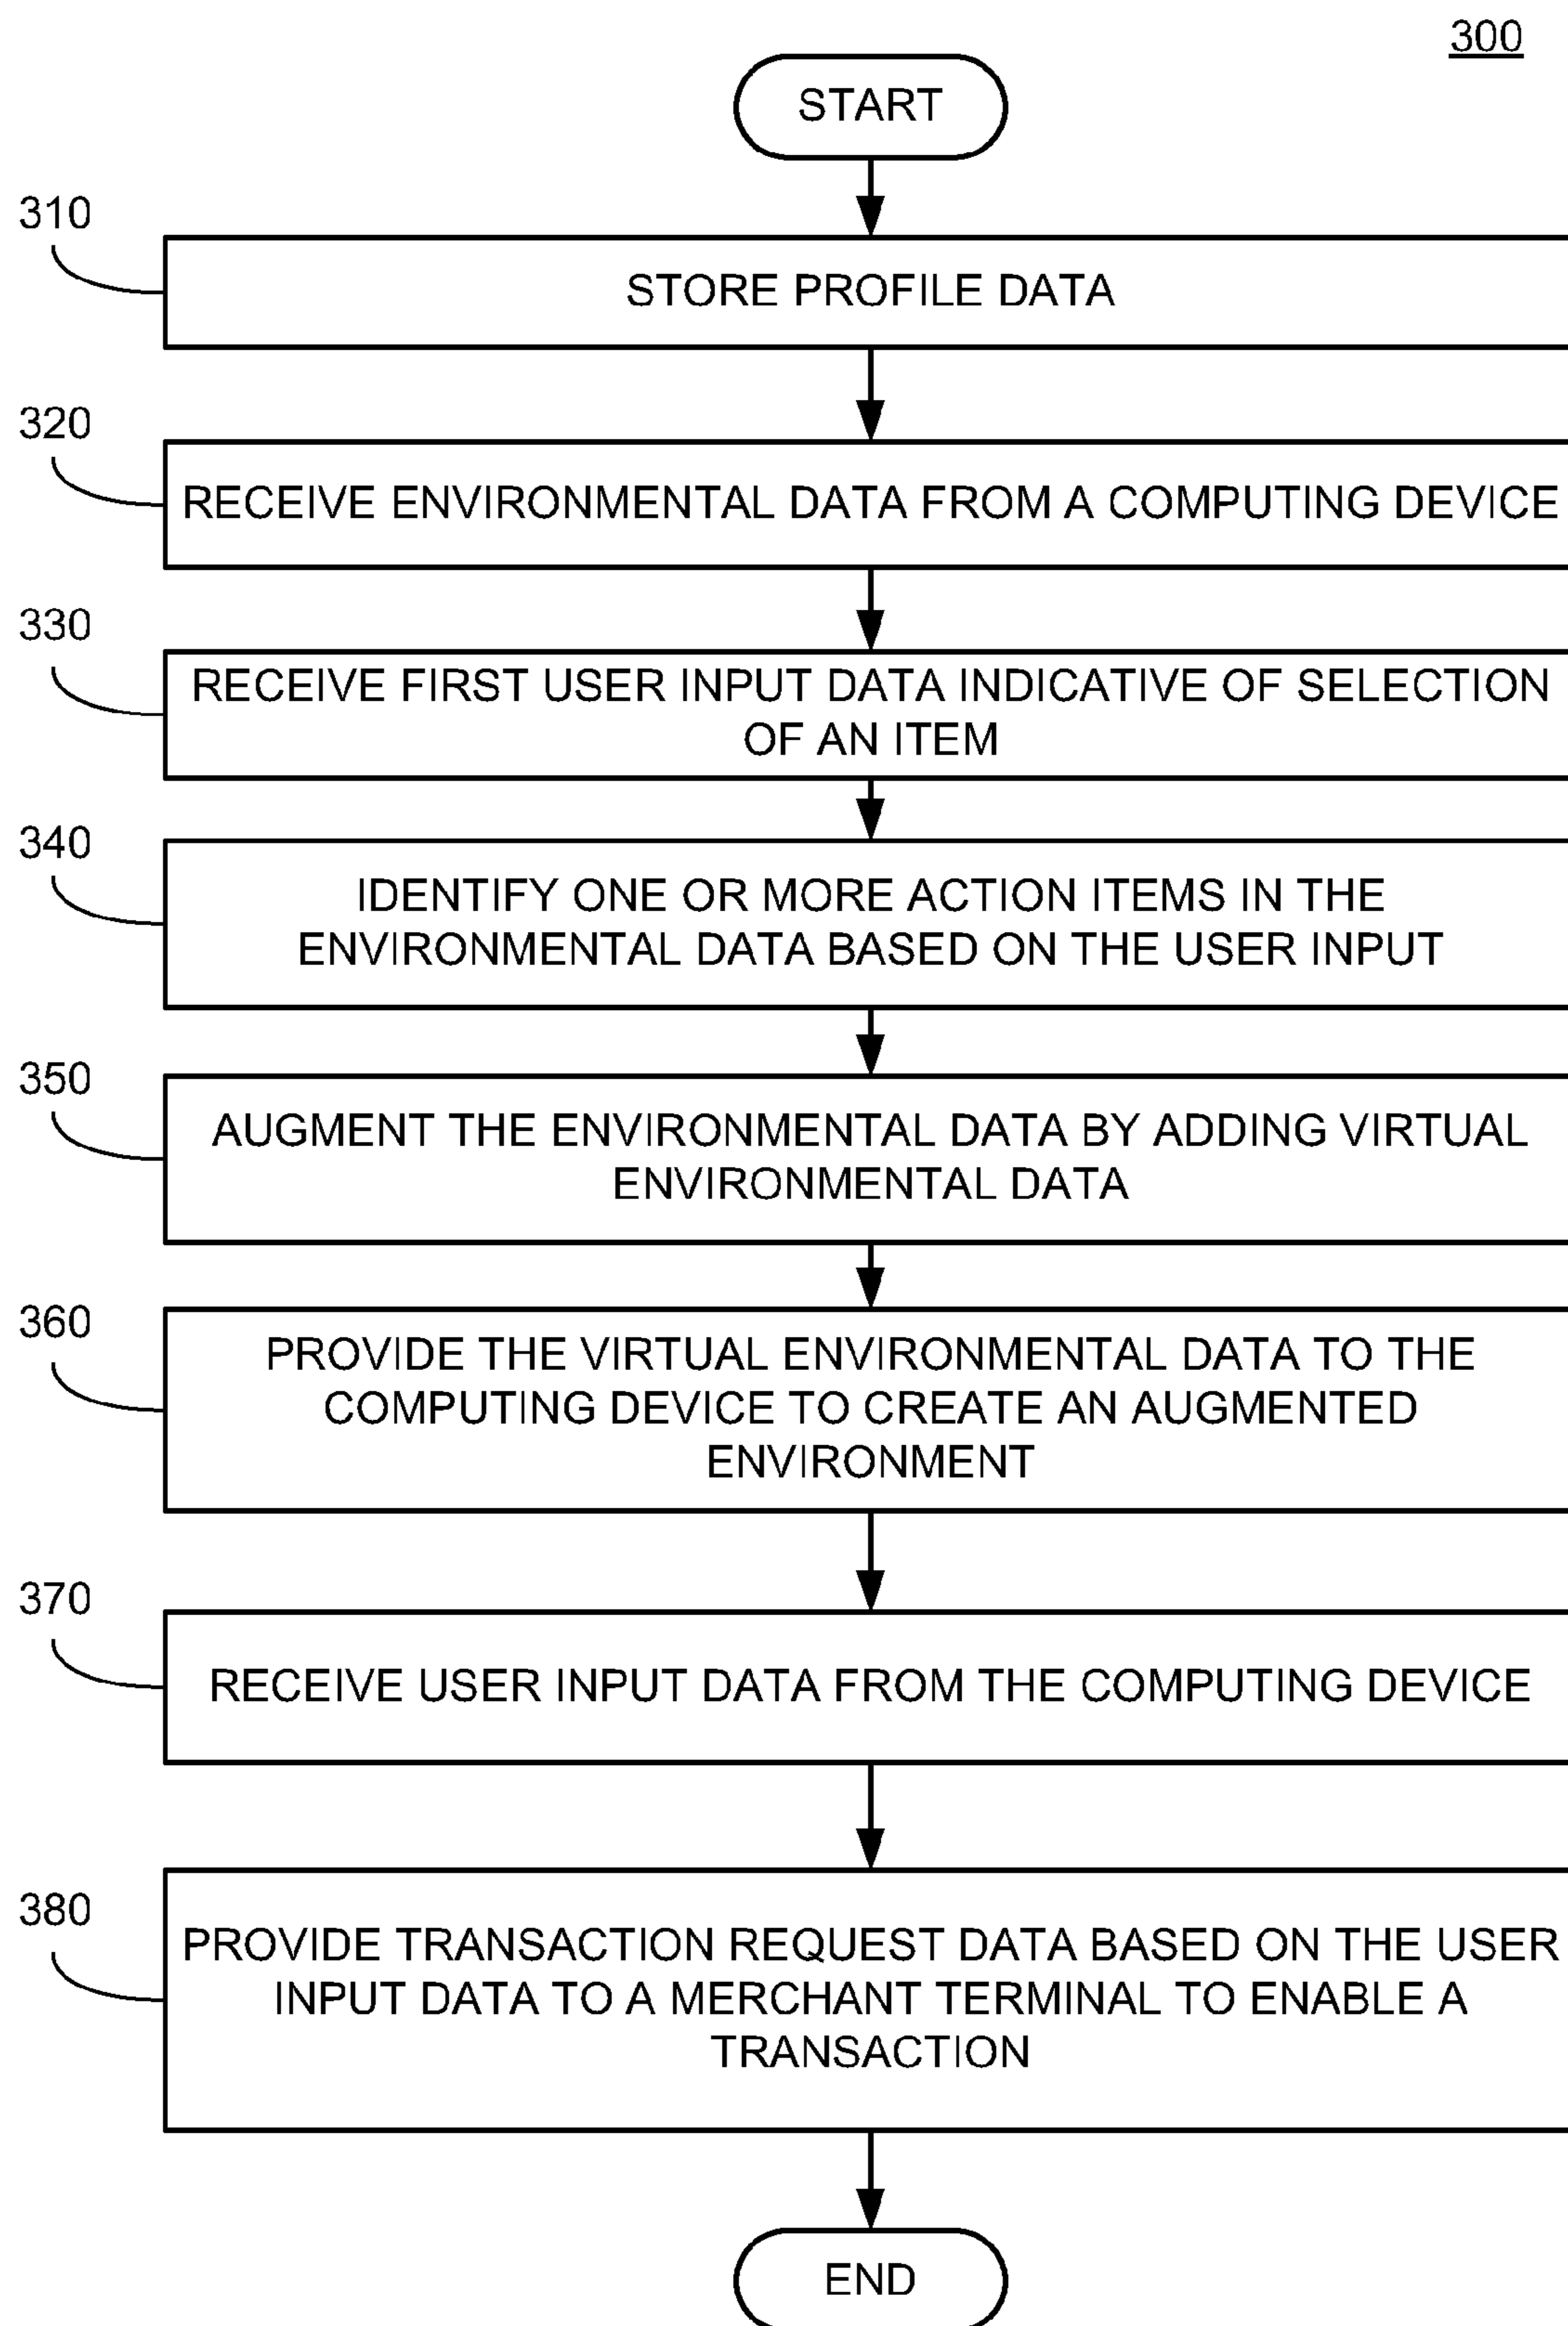 300
START
310
STORE PROFILE DATA
320
RECEIVE ENVIRONMENTAL DATA FROM A COMPUTING DEVICE
330
RECEIVE FIRST USER INPUT DATA INDICATIVE OF SELECTION
OF AN ITEM
340
IDENTIFY ONE OR MORE ACTION ITEMS IN THE
ENVIRONMENTAL DATA BASED ON THE USER INPUT
350
AUGMENT THE ENVIRONMENTAL DATA BY ADDING VIRTUAL
ENVIRONMENTAL DATA
360
PROVIDE THE VIRTUAL ENVIRONMENTAL DATA TO THE
COMPUTING DEVICE TO CREATE AN AUGMENTED
ENVIRONMENT
370
RECEIVE USER INPUT DATA FROM THE COMPUTING DEVICE
380
PROVIDE TRANSACTION REQUEST DATA BASED ON THE USER
INPUT DATA TO A MERCHANT TERMINAL TO ENABLE A
TRANSACTION
END